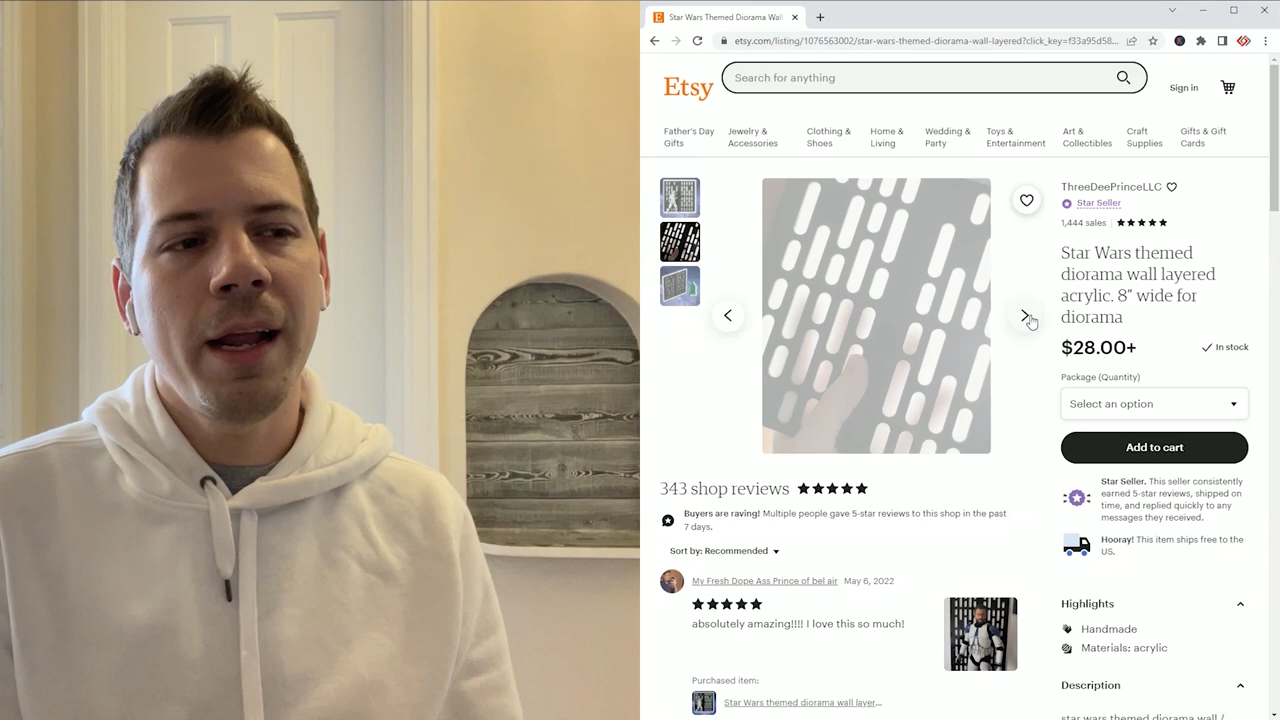 Star Wars Themed Diorama Wal
etsy.com/listing/1076563002/star-wars-themed-diorama-wall-layered?click_key=f33a95d58...
Etsy
Search for anything
Sign in
Father's Day
Gifts
Jewelry &
Accessories
Clothing &
Shoes
Home &
Living
Wedding &
Party
Toys &
Entertainment
Art &
Collectibles
Craft
Supplies
Gifts & Gift
Cards
ThreeDeePrinceLLC
Star Seller
1,444 sales
Star Wars themed
diorama wall layered
acrylic. 8” wide for
diorama
$28.00+
In stock
Package (Quantity)
Select an option
Add to cart
Star Seller. This seller consistently
earned 5-star reviews, shipped on
time, and replied quickly to any
messages they received.
Hooray! This item ships free to the
US.
Highlights
Handmade
Materials: acrylic
Description
star wars themed diorama wall /
343 shop reviews
Buyers are raving! Multiple people gave 5-star reviews to this shop in the past
7 days.
Sort by: Recommended
My Fresh Dope Ass Prince of bel air May 6, 2022
absolutely amazing!!!! I love this so much!
Purchased item:
Star Wars themed diorama wall layer...